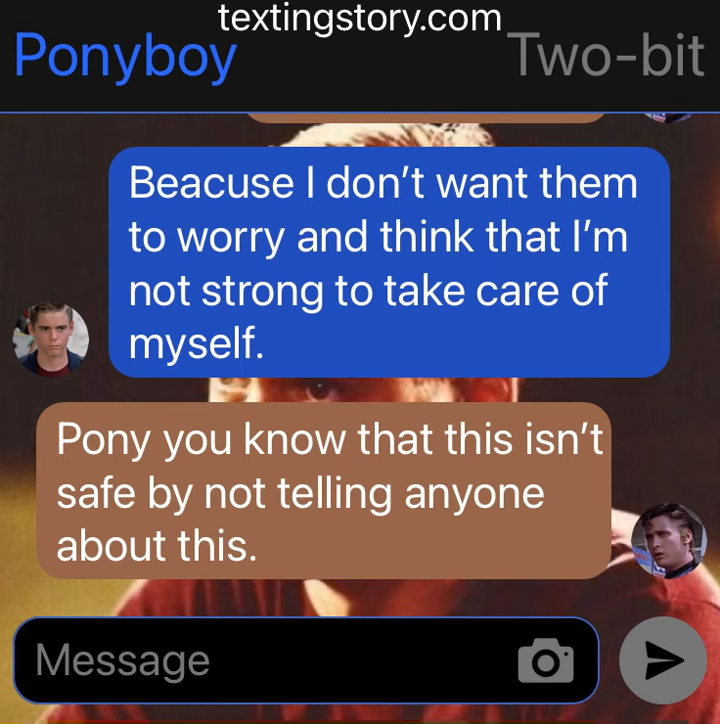 textingstory.com
Ponyboy Two-bit
Beacuse I don’t want them
to worry and think that I’m
not strong to take care of
myself.
Pony you know that this isn’t
safe by not telling anyone
about this.
Message